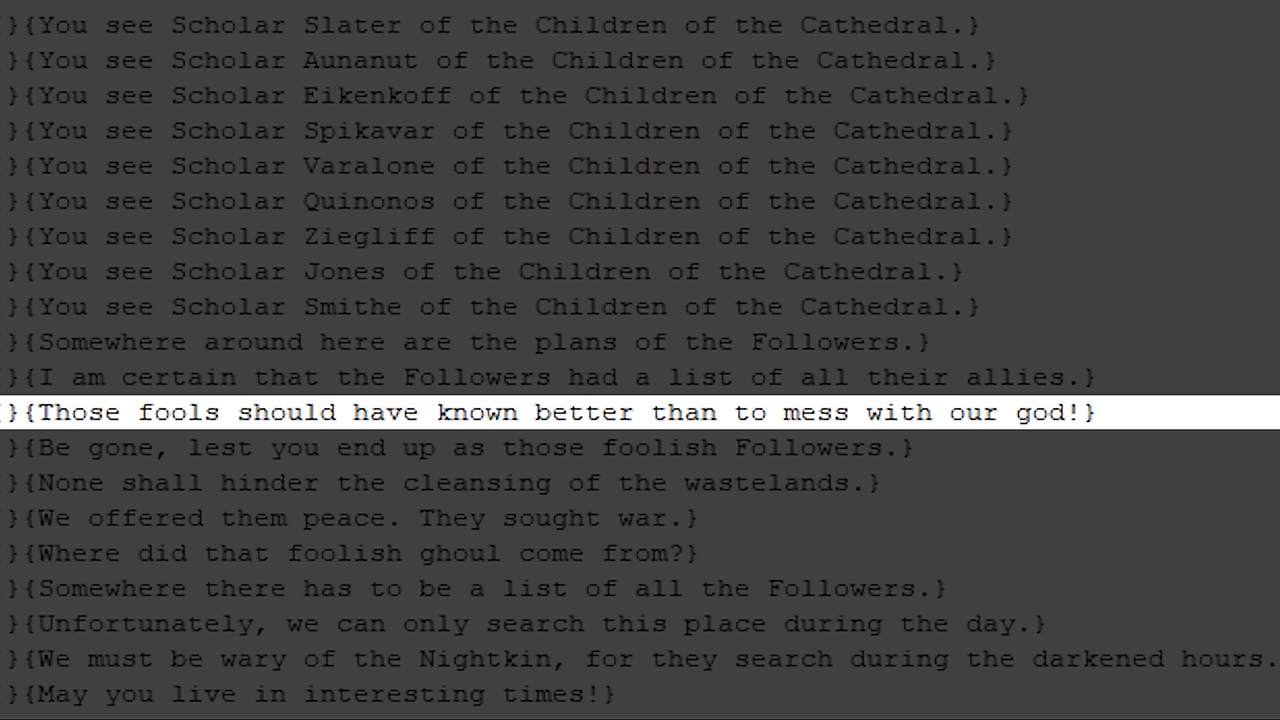 }{You see Scholar Slater of the Children of the Cathedral.}
}{You see Scholar Aunanut of the Children of the Cathedral.}
}{You see Scholar Eikenkoff of the Children of the Cathedral.}
}{You see Scholar Spikavar of the Children of the Cathedral.}
}{You see Scholar Varalone of the Children of the Cathedral.}
}{You see Scholar Quinonos of the Children of the Cathedral.}
}{You see Scholar Ziegliff of the Children of the Cathedral.}
}{You see Scholar Jones of the Children of the Cathedral.}
}{You see Scholar Smithe of the Children of the Cathedral.}
}{Somewhere around here are the plans of the Followers.}
}{I am certain that the Followers had a list of all their allies.}
}{Those fools should have known better than to mess with our god!}
}{Be gone, lest you end up as those foolish Followers.}
}{None shall hinder the cleansing of the wastelands.}
}{We offered them peace. They sought war.}
}{Where did that foolish ghoul come from?}
}{Somewhere there has to be a list of all the Followers.}
}{Unfortunately, we can only search this place during the day.}
}{We must be wary of the Nightkin, for they search during the darkened hours.
}{May you live in interesting times!}